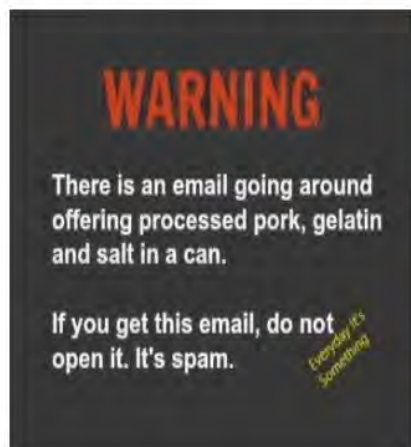 WARNING
There is an email going around
offering processed pork, gelatin
and salt in a can.
If you get this email, do not
open it. It's spam.
Everyday It's
Something